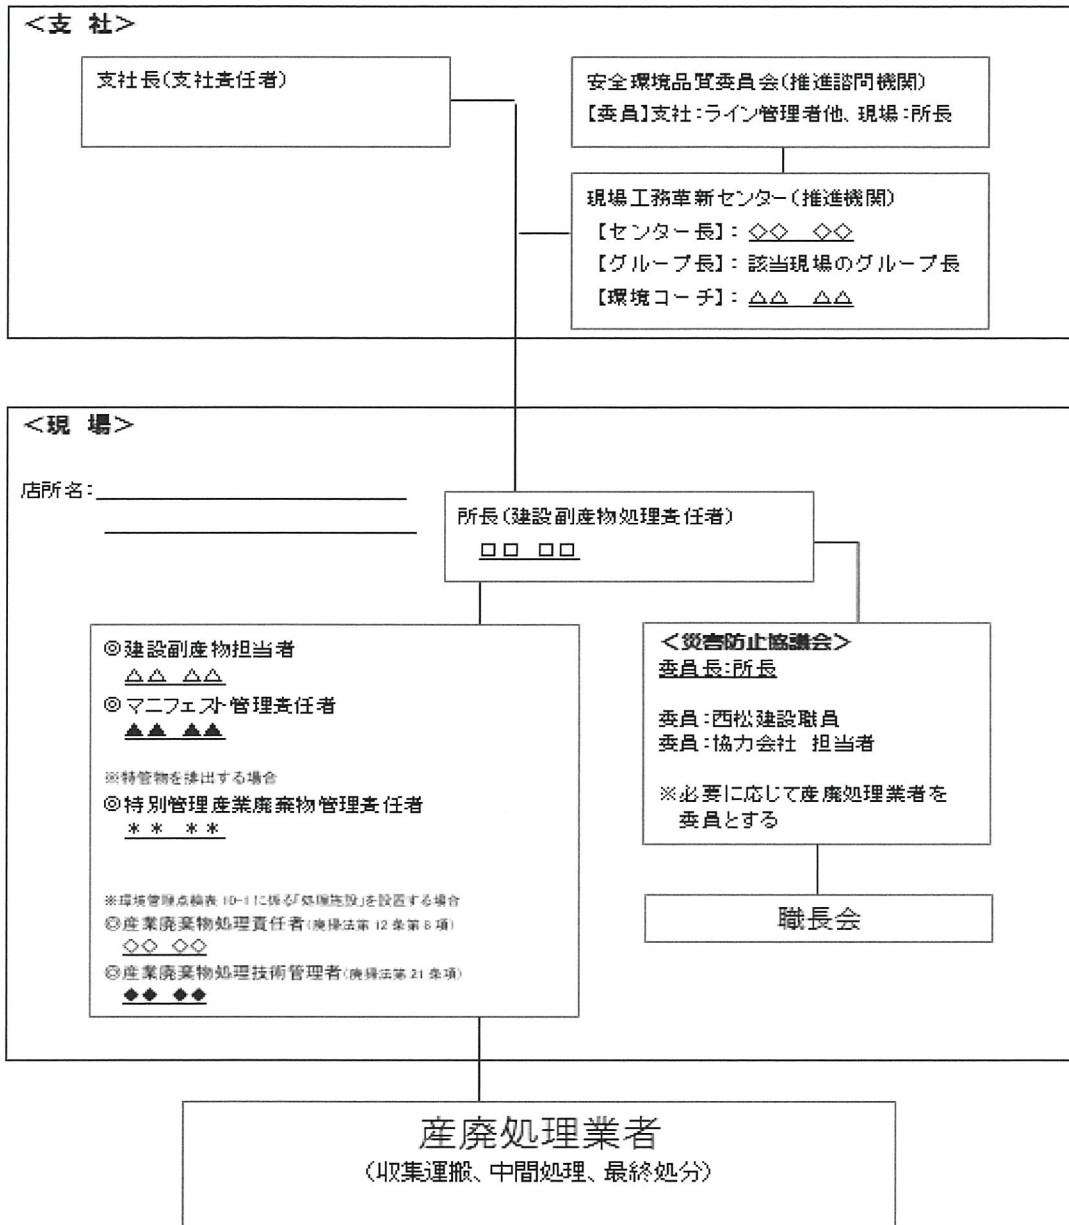 ＜支 社＞
支社長(支社責任者)
安全環境品質委員会(推進諮問機関)
【委員】支社：ライン管理者他、現場：所長
現場工務革新センター(推進機関)
【センター長】：◇◇ ◇◇
【グループ長】：該当現場のグループ長
【環境コーチ】：△△ △△
＜現 場＞
店所名：
所長(建設副産物処理責任者)
□□ □□
◎建設副産物担当者
△△ △△
◎マニフェスト管理責任者
▲▲ ▲▲
※特管物を排出する場合
◎特別管理産業廃棄物管理責任者
＊＊ ＊＊
※環境管理点検表 10-1 に係る「処理施設」を設置する場合
◎産業廃棄物処理責任者(廃掃法第 12 条第 8 項)
◇◇ ◇◇
◎産業廃棄物処理技術管理者(廃掃法第 21 条項)
◆◆ ◆◆
＜災害防止協議会＞
委員長：所長
委員：西松建設職員
委員：協力会社 担当者
※必要に応じて産廃処理業者を
委員とする
職長会
産廃処理業者
(収集運搬、中間処理、最終処分)